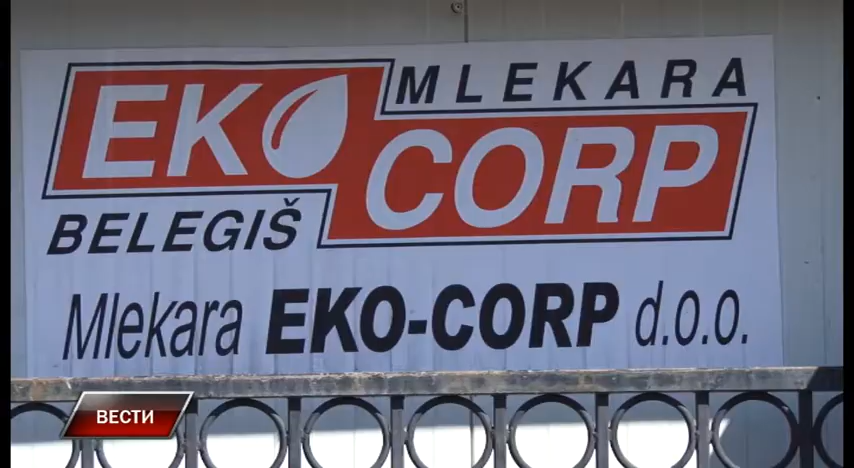 MLEKARA
EKO
CORP
BELEGIŠ
Mlekara EKO-CORP d.o.o.
ВЕСТИ